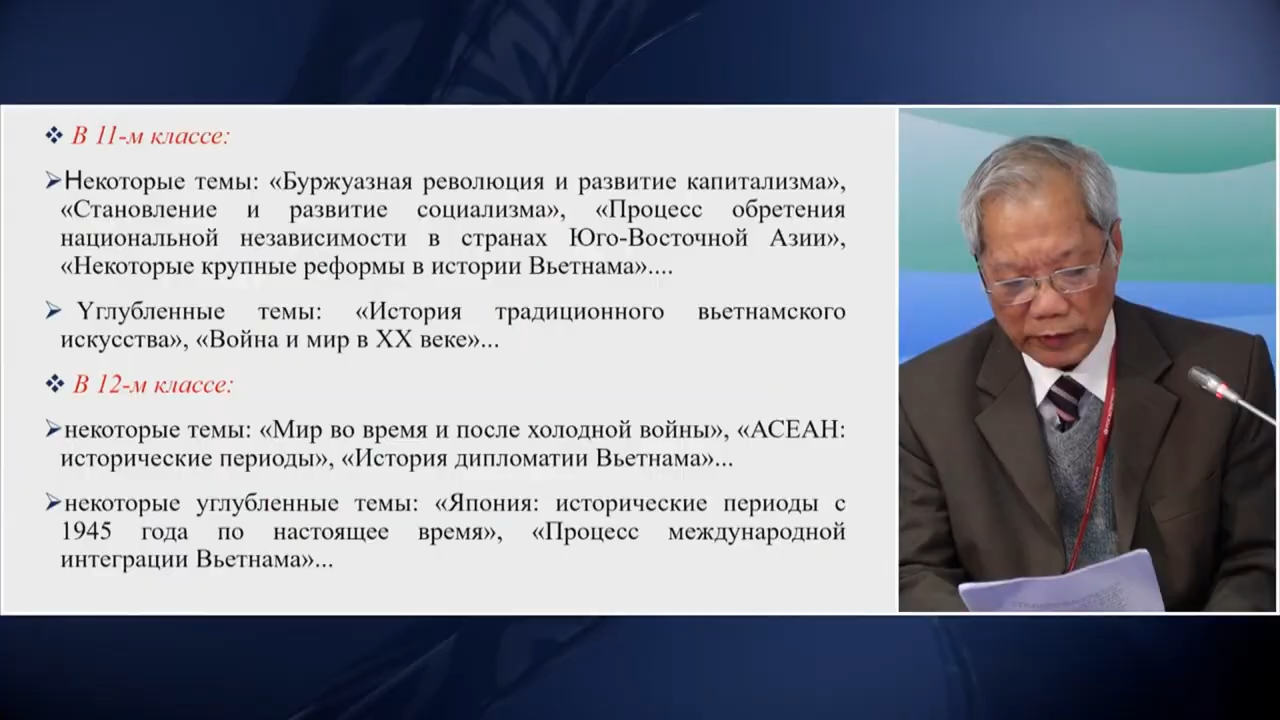 В 11-м классе:
Некоторые темы: «Буржуазная революция и развитие капитализма»,
«Становление и развитие социализма», «Процесс обретения
национальной независимости в странах Юго-Восточной Азии»,
«Некоторые крупные реформы в истории Вьетнама»....
Углубленные темы: «История традиционного вьетнамского
искусства», «Война и мир в XX веке»...
В 12-м классе:
некоторые темы: «Мир во время и после холодной войны», «АСЕАН:
исторические периоды», «История дипломатии Вьетнама»...
некоторые углубленные темы: «Япония: исторические периоды с
1945 года по настоящее время», «Процесс международной
интеграции Вьетнама»...